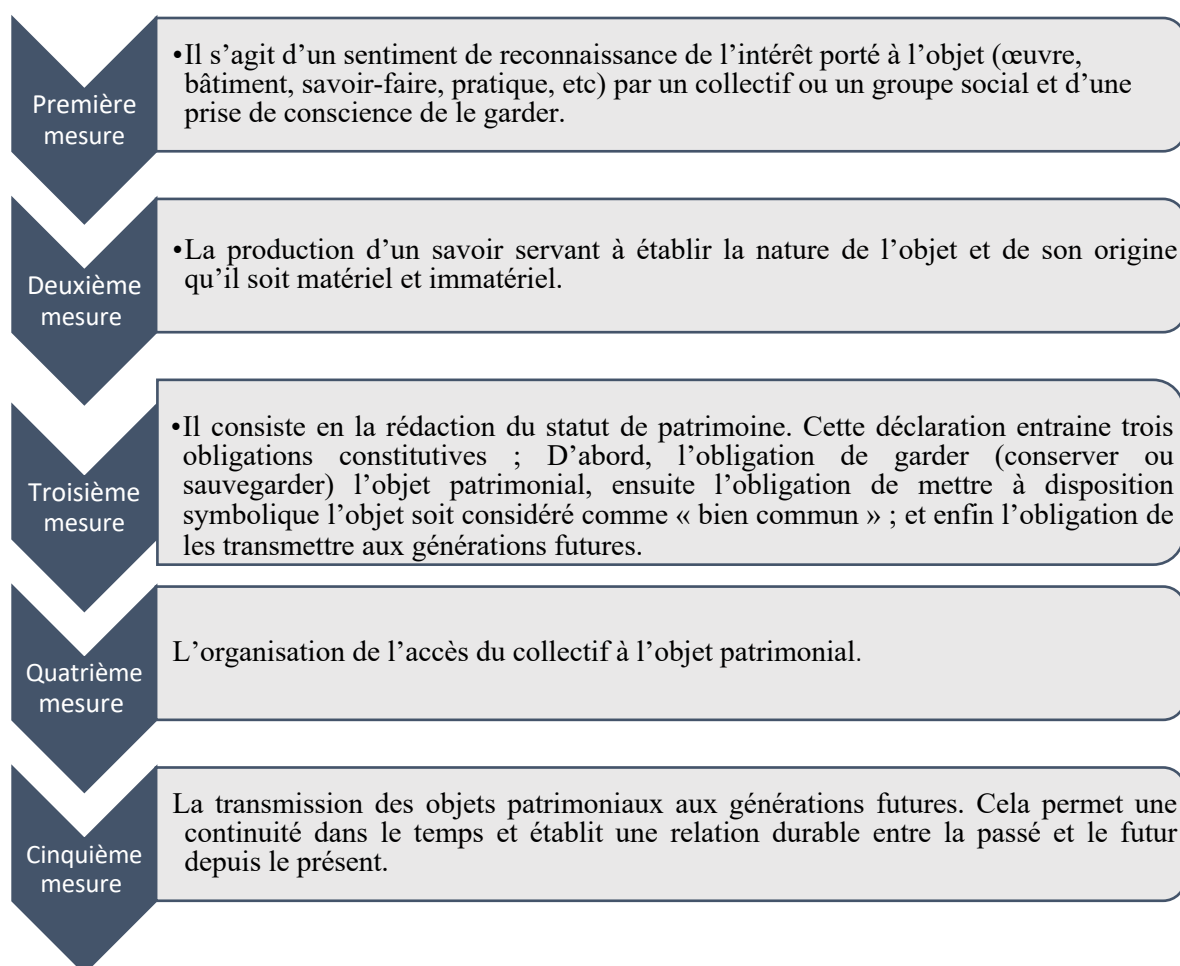 Première
mesure
•Il s’agit d’un sentiment de reconnaissance de l’intérêt porté à l’objet (œuvre,
bâtiment, savoir-faire, pratique, etc) par un collectif ou un groupe social et d’une
prise de conscience de le garder.
Deuxième
mesure
•La production d’un savoir servant à établir la nature de l’objet et de son origine
qu’il soit matériel et immatériel.
Troisième
mesure
•Il consiste en la rédaction du statut de patrimoine. Cette déclaration entraine trois
obligations constitutives ; D’abord, l’obligation de garder (conserver ou
sauvegarder) l’objet patrimonial, ensuite l’obligation de mettre à disposition
symbolique l’objet soit considéré comme « bien commun » ; et enfin l’obligation de
les transmettre aux générations futures.
Quatrième
mesure
L’organisation de l’accès du collectif à l’objet patrimonial.
Cinquième
mesure
La transmission des objets patrimoniaux aux générations futures. Cela permet une
continuité dans le temps et établit une relation durable entre la passé et le futur
depuis le présent.